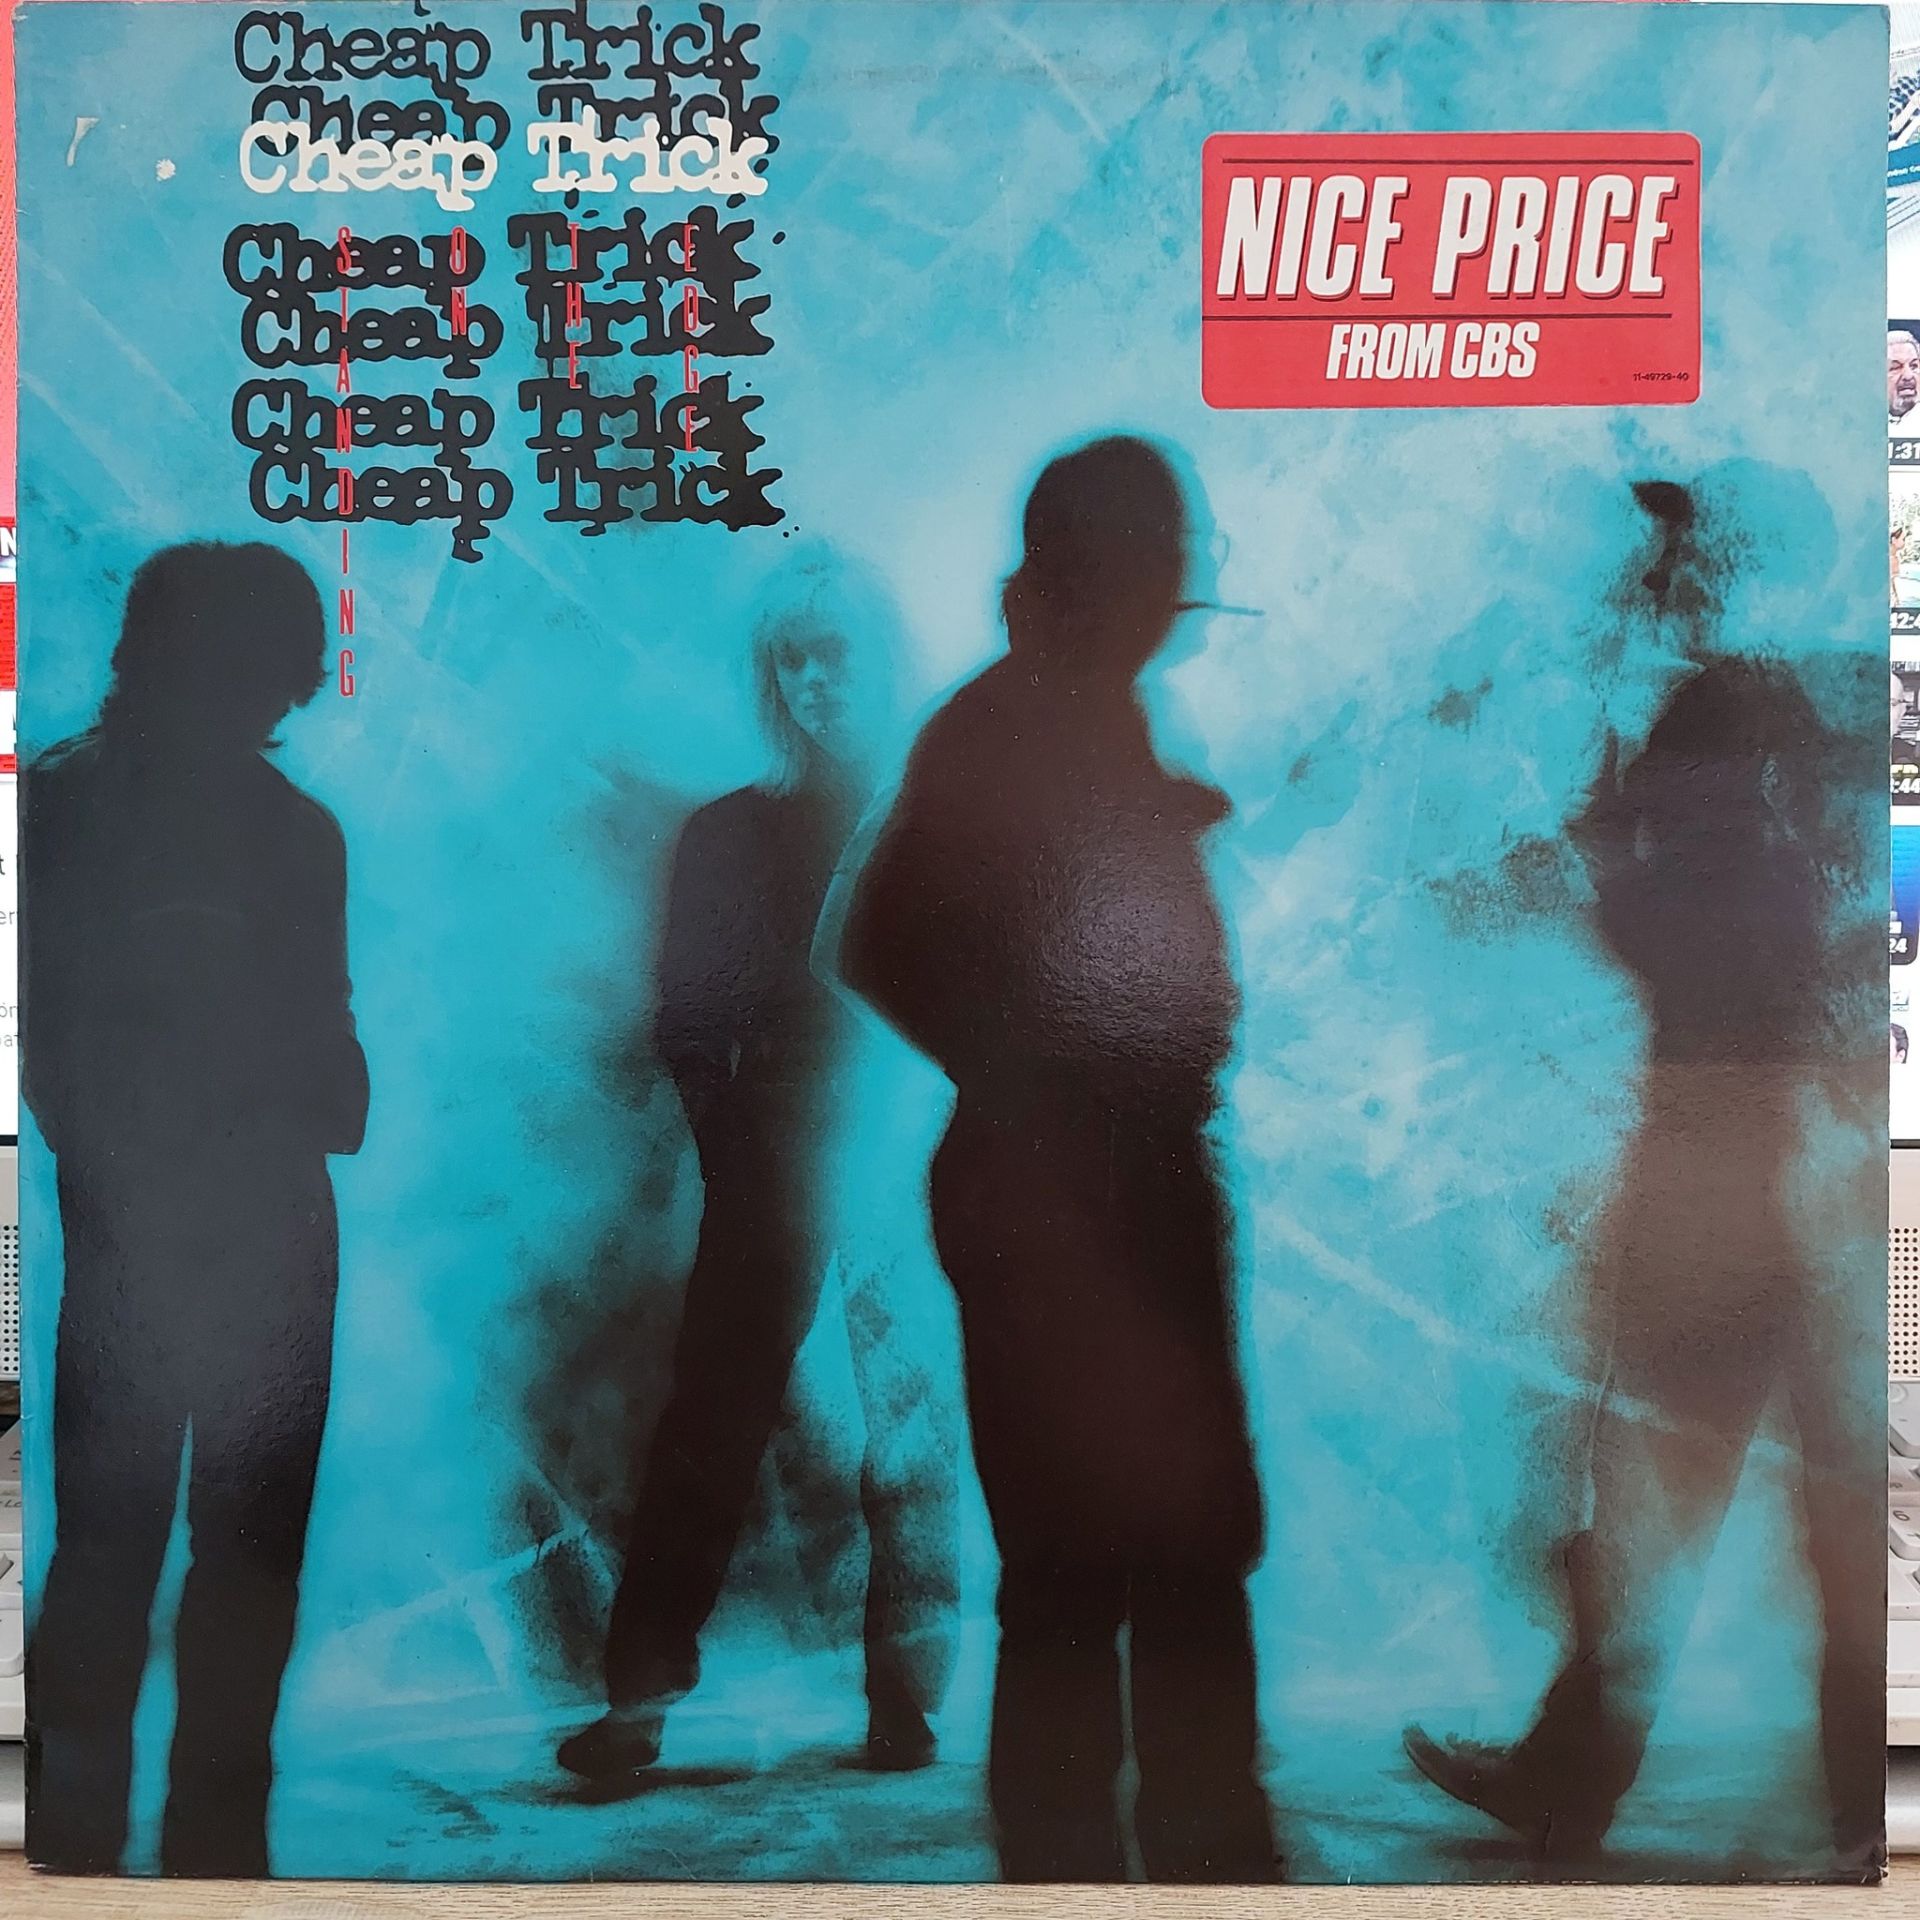 Cheap Trick
Cheap Trick
Cheap Trick
Cheap Trick
Cheap Trick
Cheap Trick
Cheap Trick
STANDING
ON
THE
EDGE
NICE PRICE
FROM CBS
11-49729-40